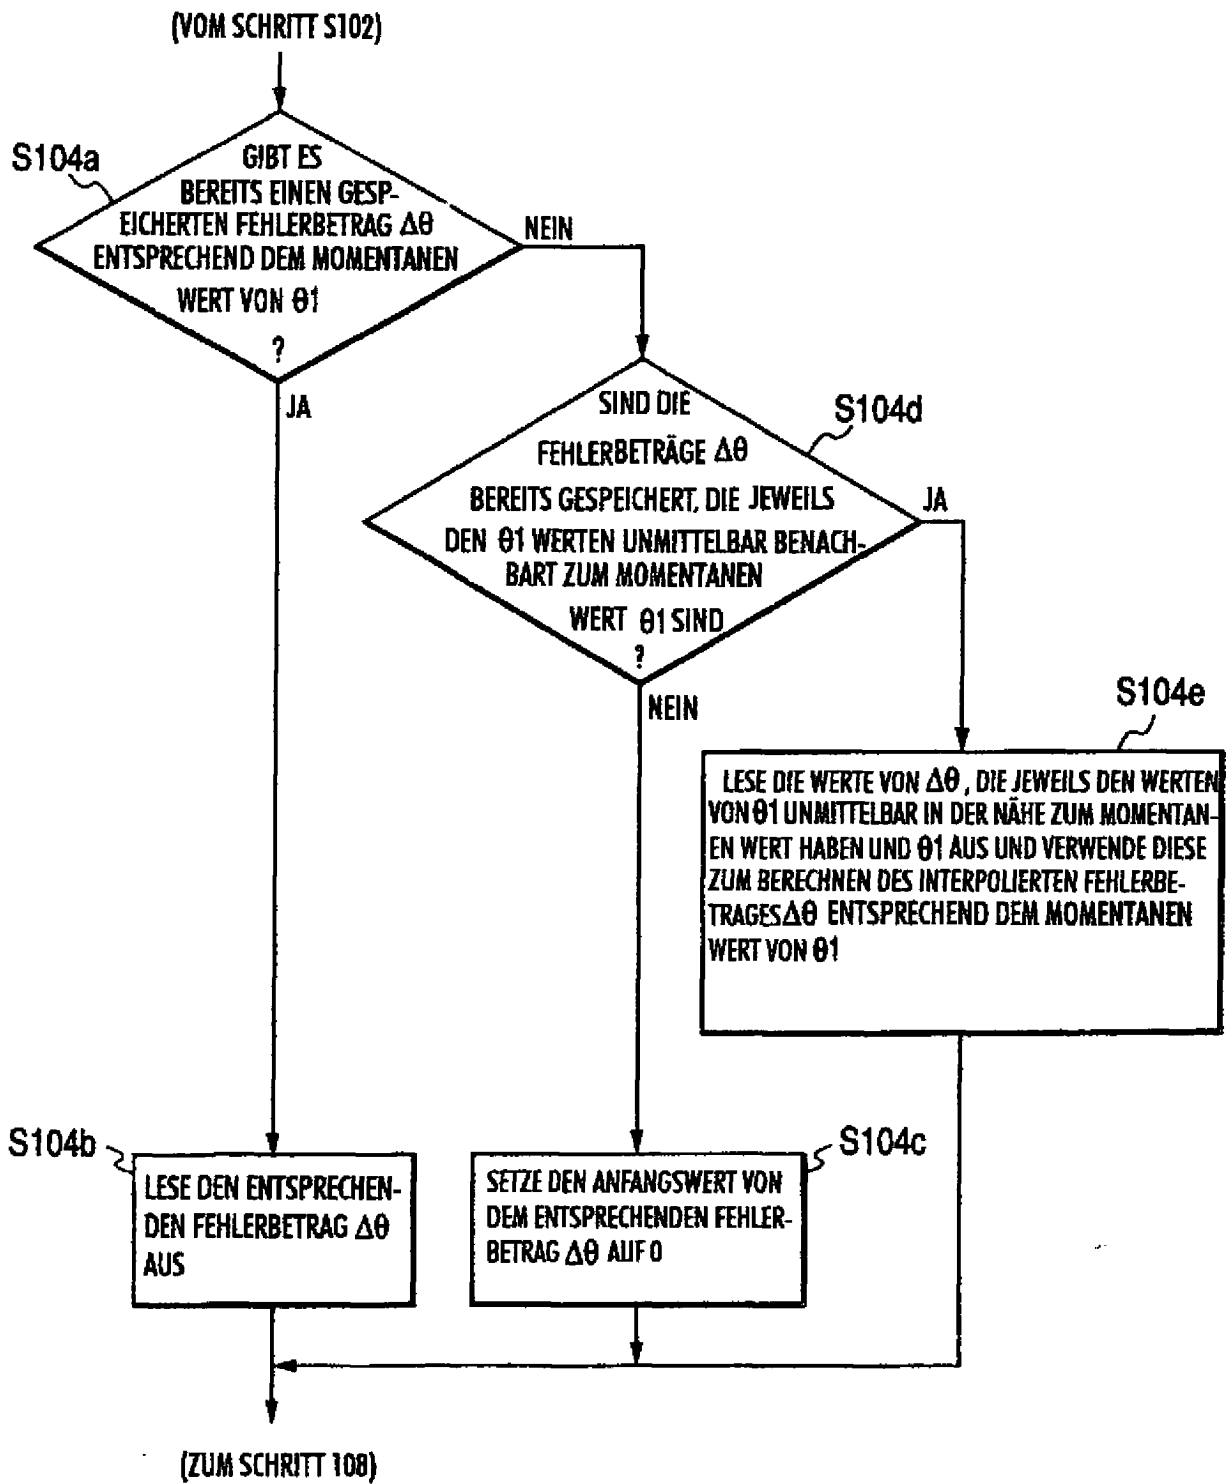 (VOM SCHRITT S102)
S104a
GIBT ES
BEREITS EINEN GESP-
EICHERTEN FEHLERBETRAG Δθ
ENTSPRECHEND DEM MOMENTANEN
WERT VON θ1
?
NEIN
JA
S104d
SIND DIE
FEHLERBETRÄGE Δθ
BEREITS GESPEICHERT, DIE JEWEILS
DEN θ1 WERTEN UNMITTELBAR BENACH-
BART ZUM MOMENTANEN
WERT θ1 SIND
?
JA
NEIN
S104e
LESE DIE WERTE VON Δθ, DIE JEWEILS DEN WERTEN
VON θ1 UNMITTELBAR IN DER NÄHE ZUM MOMENTAN-
EN WERT HABEN UND θ1 AUS UND VERWENDE DIESE
ZUM BERECHNEN DES INTERPOLIERTEN FEHLERBE-
TRAGES Δθ ENTSPRECHEND DEM MOMENTANEN
WERT VON θ1
S104b
LESE DEN ENTSPRECHEN-
DEN FEHLERBETRAG Δθ
AUS
S104c
SETZE DEN ANFANGSWERT VON
DEM ENTSPRECHENDEN FEHLER-
BETRAG Δθ AUF 0
(ZUM SCHRITT 108)